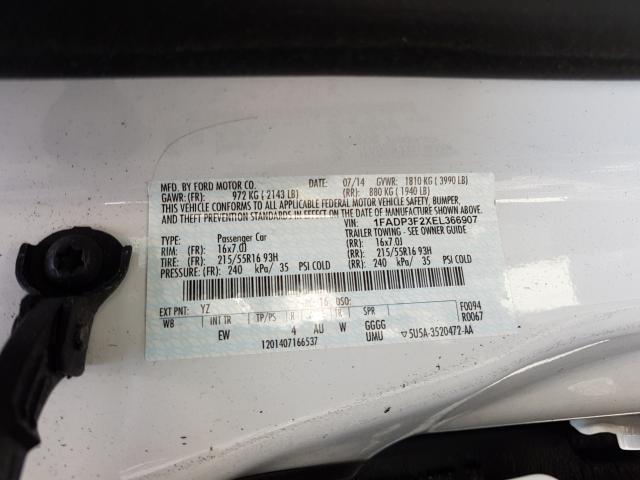 MFD. BY FORD MOTOR CO. DATE: 07/14 GVWR: 1810 KG ( 3990 LB)
GAWR: (FR): 972 KG ( 2143 LB) (RR): 880 KG ( 1940 LB)
THIS VEHICLE CONFORMS TO ALL APPLICABLE FEDERAL MOTOR VEHICLE SAFETY, BUMPER,
AND THEFT PREVENTION STANDARDS IN EFFECT ON THE DATE OF MANUFACTURE SHOWN ABOVE.
VIN: 1FADP3F2XEL366907
TYPE: Passenger Car TRAILER TOWING - SEE OWNER GUIDE
RIM: (FR): 16x7.0J (RR): 16x7.0J
TIRE: (FR): 215/55R16 93H (RR): 215/55R16 93H
PRESSURE: (FR): 240 kPa/ 35 PSI COLD (RR): 240 kPa/ 35 PSI COLD
EXT PNT: YZ 16 DSO: F0094
WB INT TR TP/PS R SPR R0067
EW 4 AU W GGGG
UMU 5U5A-3520472-AA
1201407166537